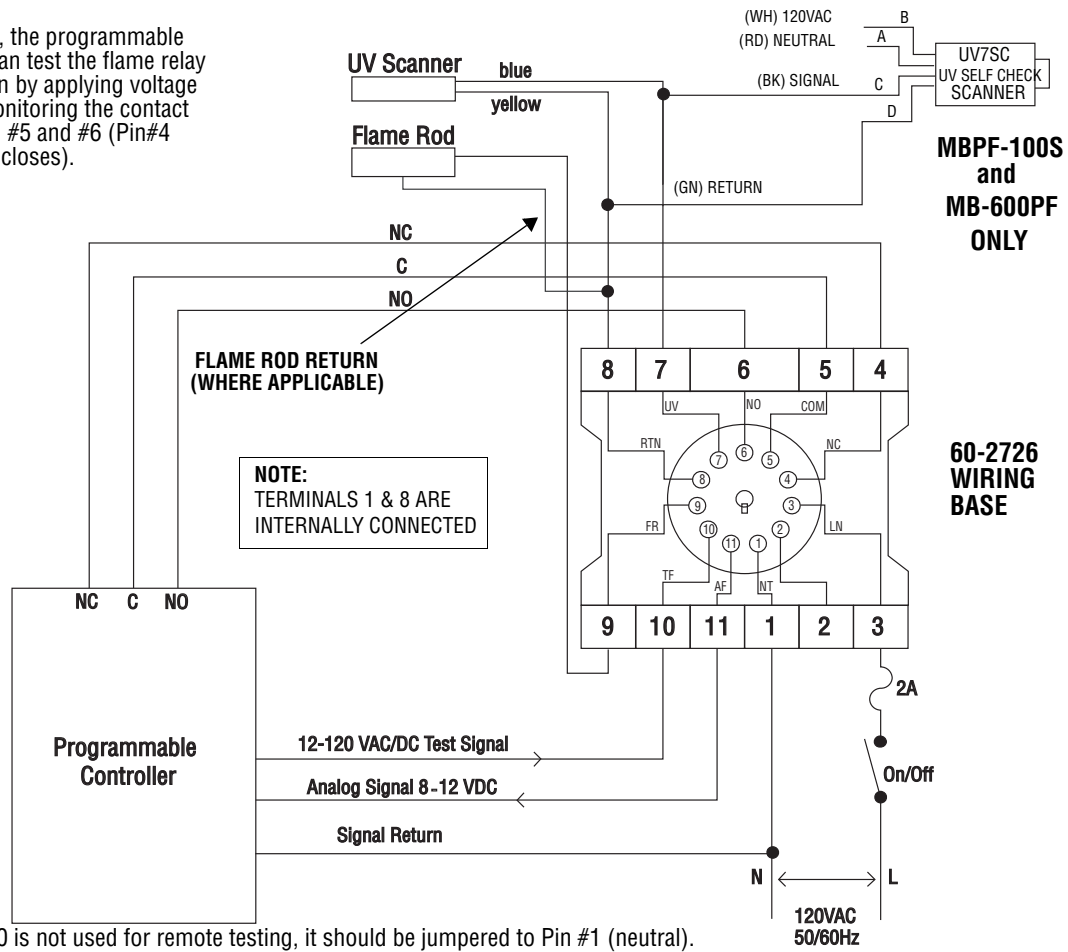 , the programmable
an test the flame relay
n by applying voltage
onitoring the contact
#5 and #6 (Pin#4
closes).
UV Scanner
blue
yellow
Flame Rod
(WH) 120VAC
B
(RD) NEUTRAL
A
(BK) SIGNAL
C
D
UV7SC
UV SELF CHECK
SCANNER
(GN) RETURN
MBPF-100S
and
MB-600PF
ONLY
NC
C
NO
FLAME ROD RETURN
(WHERE APPLICABLE)
8 7 6 5 4
UV NO COM
RTN NC
7 6 5
8 4
9 3
10 2
11 1
FR LN
TF AF NT
9 10 11 1 2 3
60-2726
WIRING
BASE
NOTE:
TERMINALS 1 & 8 ARE
INTERNALLY CONNECTED
NC C NO
Programmable
Controller
12-120 VAC/DC Test Signal
Analog Signal 8-12 VDC
Signal Return
2A
On/Off
N L
120VAC
50/60Hz
0 is not used for remote testing, it should be jumpered to Pin #1 (neutral).